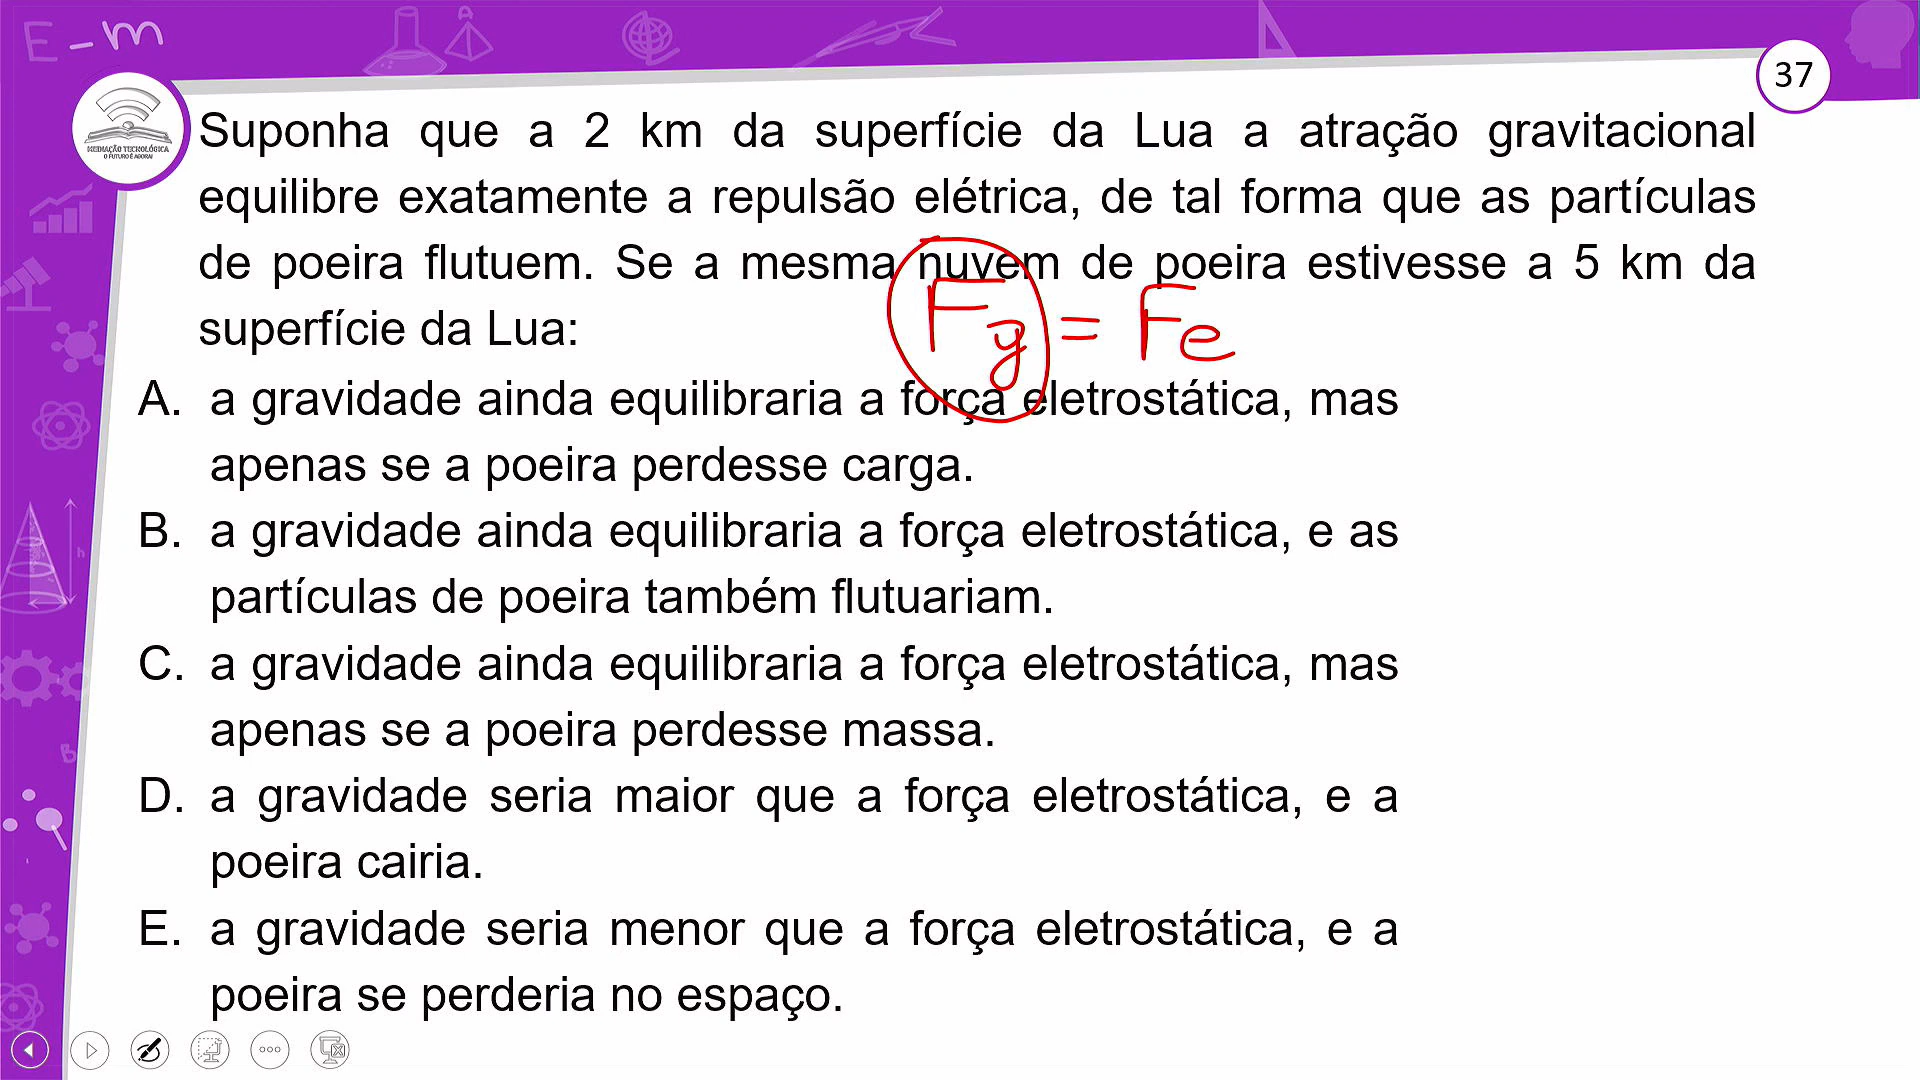 E-m
37
MEDIAÇÃO TECNOLÓGICA
O FUTURO É AGORA!
Suponha que a 2 km da superfície da Lua a atração gravitacional
equilibre exatamente a repulsão elétrica, de tal forma que as partículas
de poeira flutuem. Se a mesma nuvem de poeira estivesse a 5 km da
superfície da Lua:
Fg = Fe
A. a gravidade ainda equilibraria a força eletrostática, mas
apenas se a poeira perdesse carga.
B. a gravidade ainda equilibraria a força eletrostática, e as
partículas de poeira também flutuariam.
C. a gravidade ainda equilibraria a força eletrostática, mas
apenas se a poeira perdesse massa.
D. a gravidade seria maior que a força eletrostática, e a
poeira cairia.
E. a gravidade seria menor que a força eletrostática, e a
poeira se perderia no espaço.